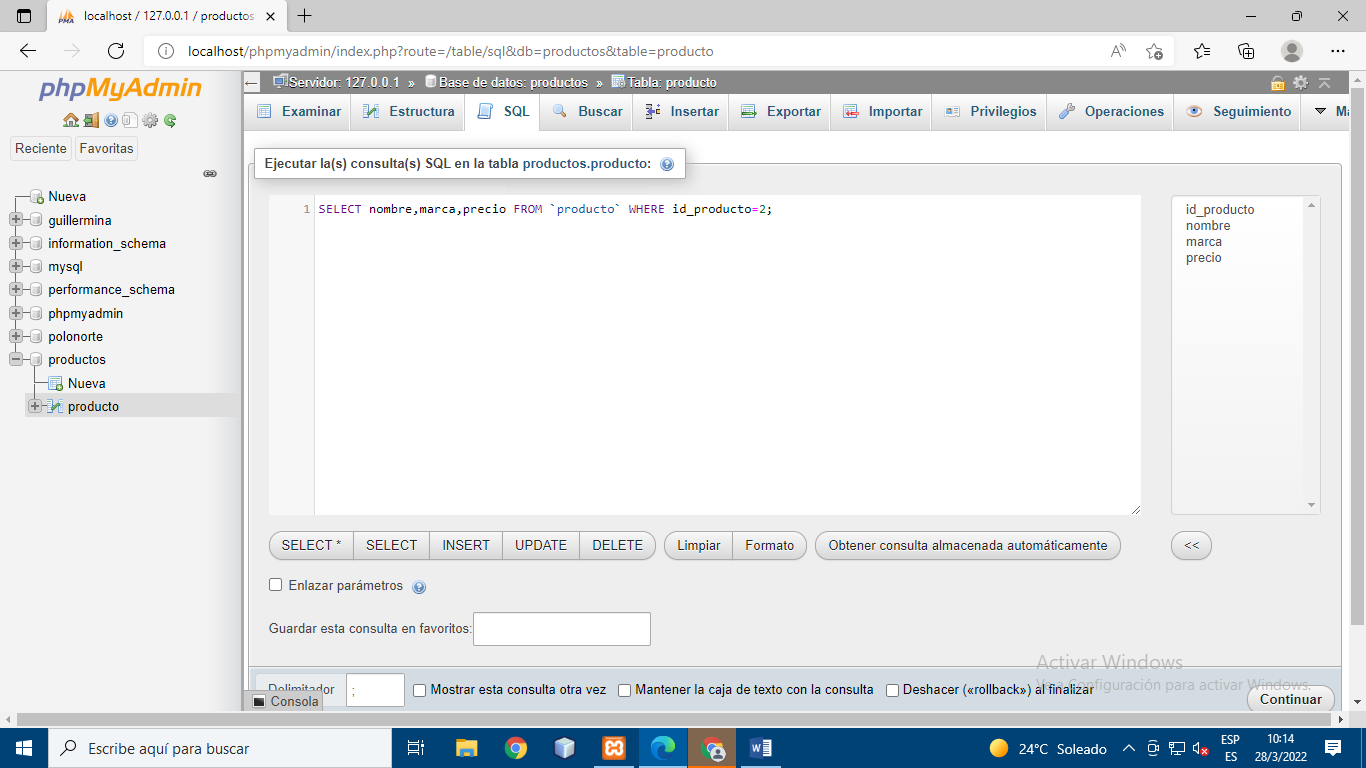 localhost / 127.0.0.1 / productos
localhost/phpmyadmin/index.php?route=/table/sql&db=productos&table=producto
phpMyAdmin
Reciente Favoritas
Nueva
guillermina
information_schema
mysql
performance_schema
phpmyadmin
polonorte
productos
Nueva
producto
Servidor: 127.0.0.1 » Base de datos: productos » Tabla: producto
Examinar Estructura SQL Buscar Insertar Exportar Importar Privilegios Operaciones Seguimiento
Ejecutar la(s) consulta(s) SQL en la tabla productos.producto:
1 SELECT nombre,marca,precio FROM `producto` WHERE id_producto=2;
id_producto
nombre
marca
precio
SELECT * SELECT INSERT UPDATE DELETE Limpiar Formato Obtener consulta almacenada automáticamente <<
Enlazar parámetros
Guardar esta consulta en favoritos:
Activar Windows
Ve a Configuración para activar Windows.
Delimitador ; Mostrar esta consulta otra vez Mantener la caja de texto con la consulta Deshacer («rollback») al finalizar
Consola
Continuar
Escribe aquí para buscar
24°C Soleado
ESP
ES
10:14
28/3/2022